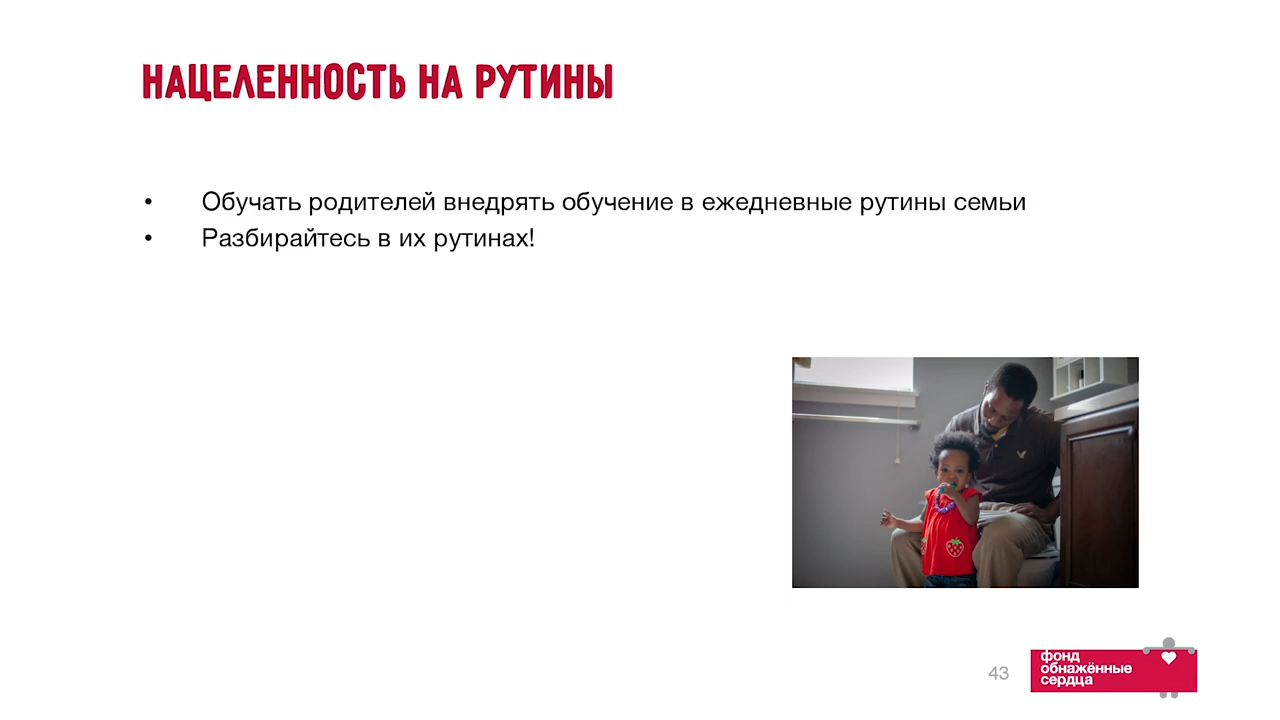 НАЦЕЛЕННОСТЬ НА РУТИНЫ
• Обучать родителей внедрять обучение в ежедневные рутины семьи
• Разбирайтесь в их рутинах!
43
фонд
обнажённые
сердца